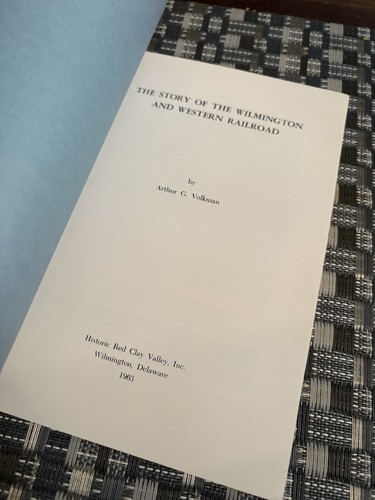 THE STORY OF THE WILMINGTON
AND WESTERN RAILROAD
by
Arthur G. Volkman
Historic Red Clay Valley, Inc.
Wilmington, Delaware
1963